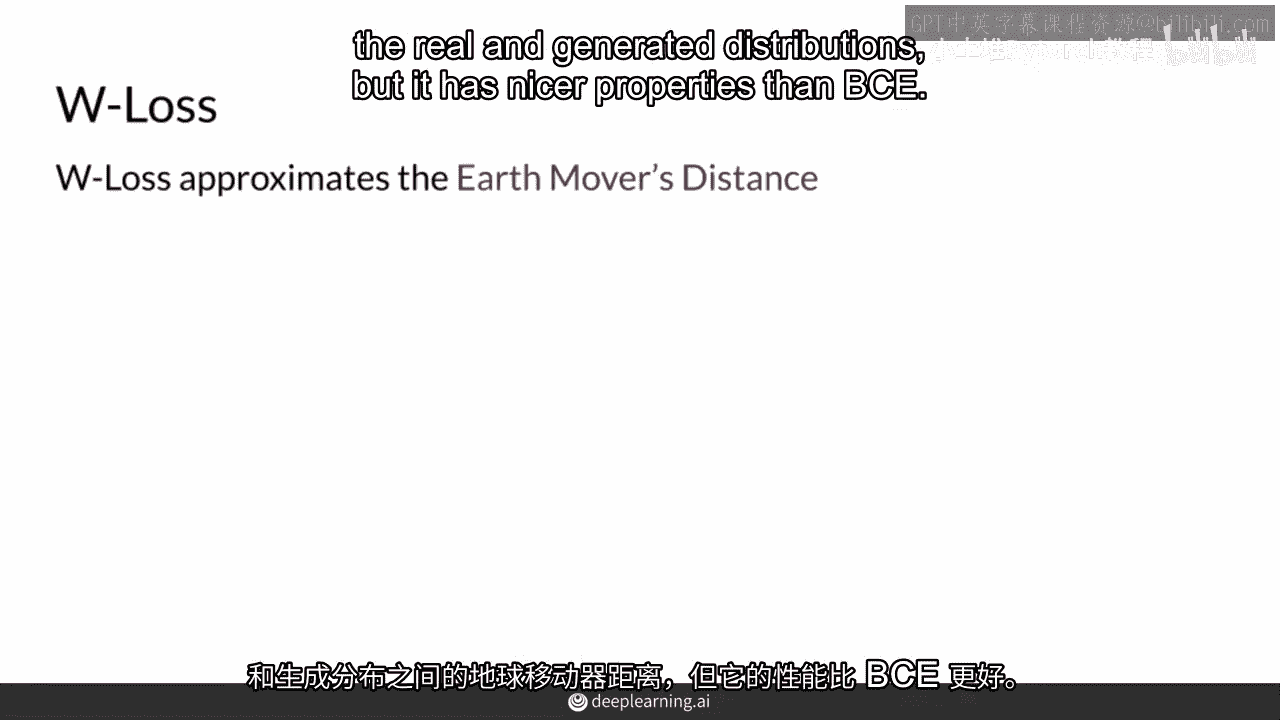 GPT中英字幕课程资源@bilibili.com
the real and generated distributions,
but it has nicer properties than BCE.
W-Loss
W-Loss approximates the Earth Mover's Distance
和生成分布之间的地球移动器距离，但它的性能比 BCE 更好。
deeplearning.ai